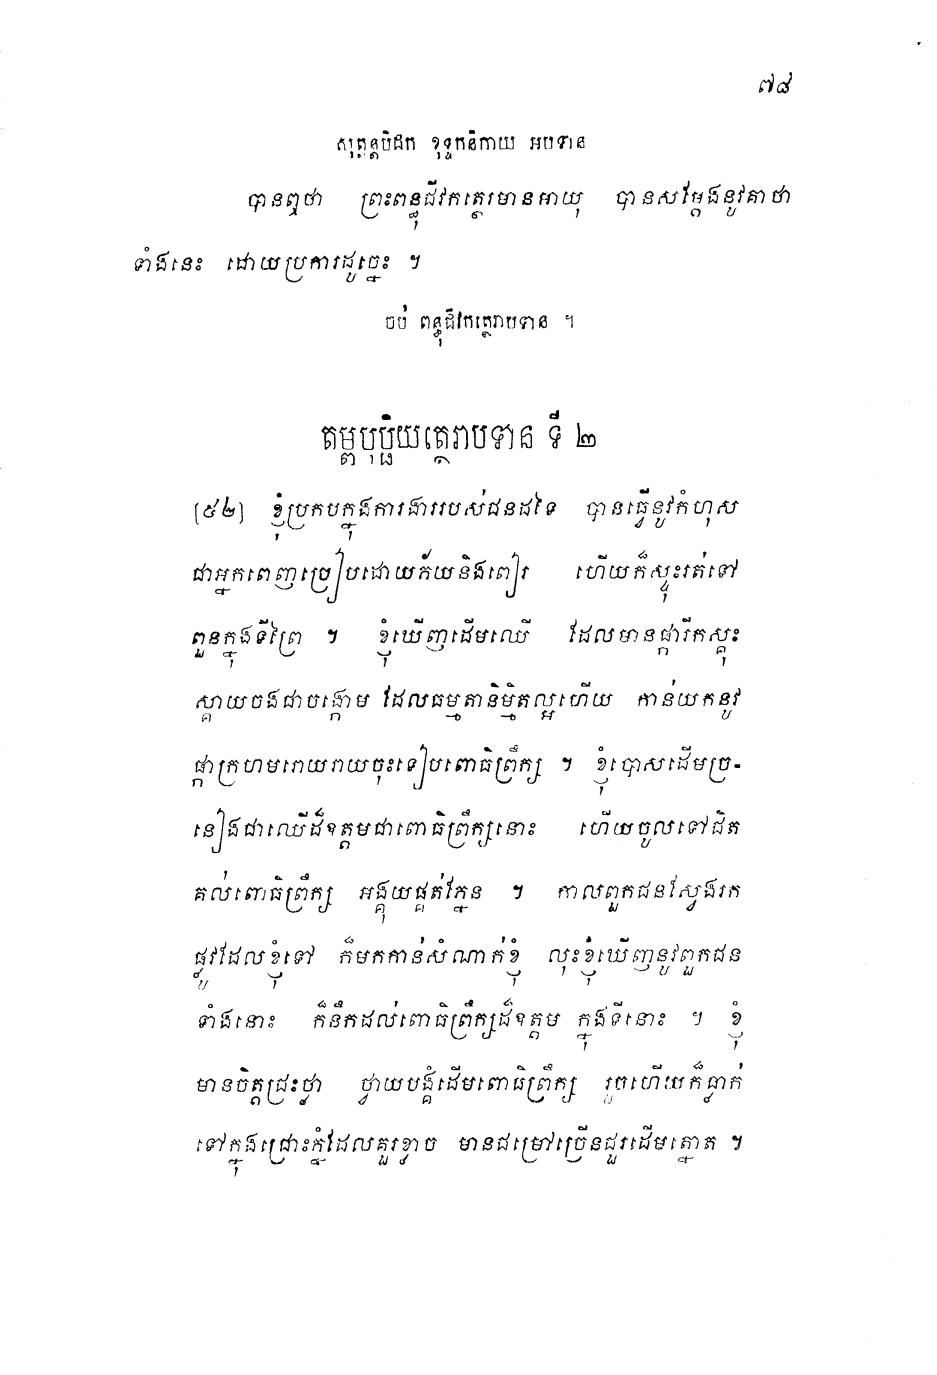 ៧៨
សុត្តន្តបិដក ខុទ្ទកនិកាយ អបទាន
បានឮថា ព្រះពន្ធុជីវកត្ថេរមានអាយុ បានសម្ដែងនូវគាថា
ទាំងនេះ ដោយប្រការដូច្នេះ ។
ចប់ ពន្ធុជីវកត្ថេរាបទាន ។
តម្ពបុប្ផិយត្ថេរាបទាន ទី ២
[៥២] ខ្ញុំប្រកបក្នុងការងាររបស់ជនដទៃ បានធ្វើនូវកំហុស
ជាអ្នកពេញប្រៀបដោយភ័យនិងពៀរ ហើយក៏ស្ទុះរត់ទៅ
ពួនក្នុងទីព្រៃ ។ ខ្ញុំឃើញដើមឈើ ដែលមានផ្ការីកស្គុះ
ស្គាយចងជាបង្កោម ដែលធម្មតានិម្មិតល្អហើយ កាន់យកនូវ
ផ្កាក្រហមរោយរាយចុះទៀបពោធិព្រឹក្ស ។ ខ្ញុំបោសដើមច្រ-
នៀងជាឈើដ៏ឧត្តមជាពោធិព្រឹក្សនោះ ហើយចូលទៅជិត
គល់ពោធិព្រឹក្ស អង្គុយផ្គត់ភ្នែន ។ កាលពួកជនស្វែងរក
ផ្លូវដែលខ្ញុំទៅ ក៏មកកាន់សំណាក់ខ្ញុំ លុះខ្ញុំឃើញនូវពួកជន
ទាំងនោះ ក៏នឹកដល់ពោធិព្រឹក្សដ៏ឧត្តម ក្នុងទីនោះ ។ ខ្ញុំ
មានចិត្តជ្រះថ្លា ថ្វាយបង្គំដើមពោធិព្រឹក្ស រួចហើយក៏ធ្លាក់
ទៅក្នុងជ្រោះភ្នំដែលគួរខ្លាច មានជម្រៅច្រើនជួរដើមត្នោត ។